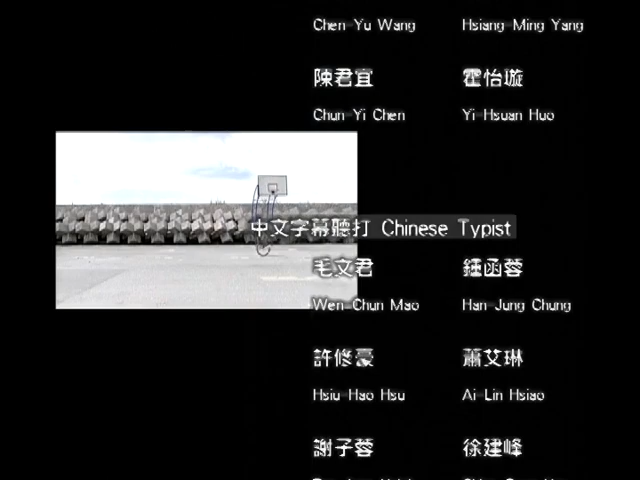 Chen-Yu Wang Hsiang-Ming Yang
陳君宜 霍怡璇
Chun-Yi Chen Yi-Hsuan Huo
中文字幕聽打 Chinese Typist
毛文君 鍾函蓉
Wen-Chun Mao Han-Jung Chung
許修豪 蕭艾琳
Hsiu-Hao Hsu Ai-Lin Hsiao
謝子蓉 徐建峰